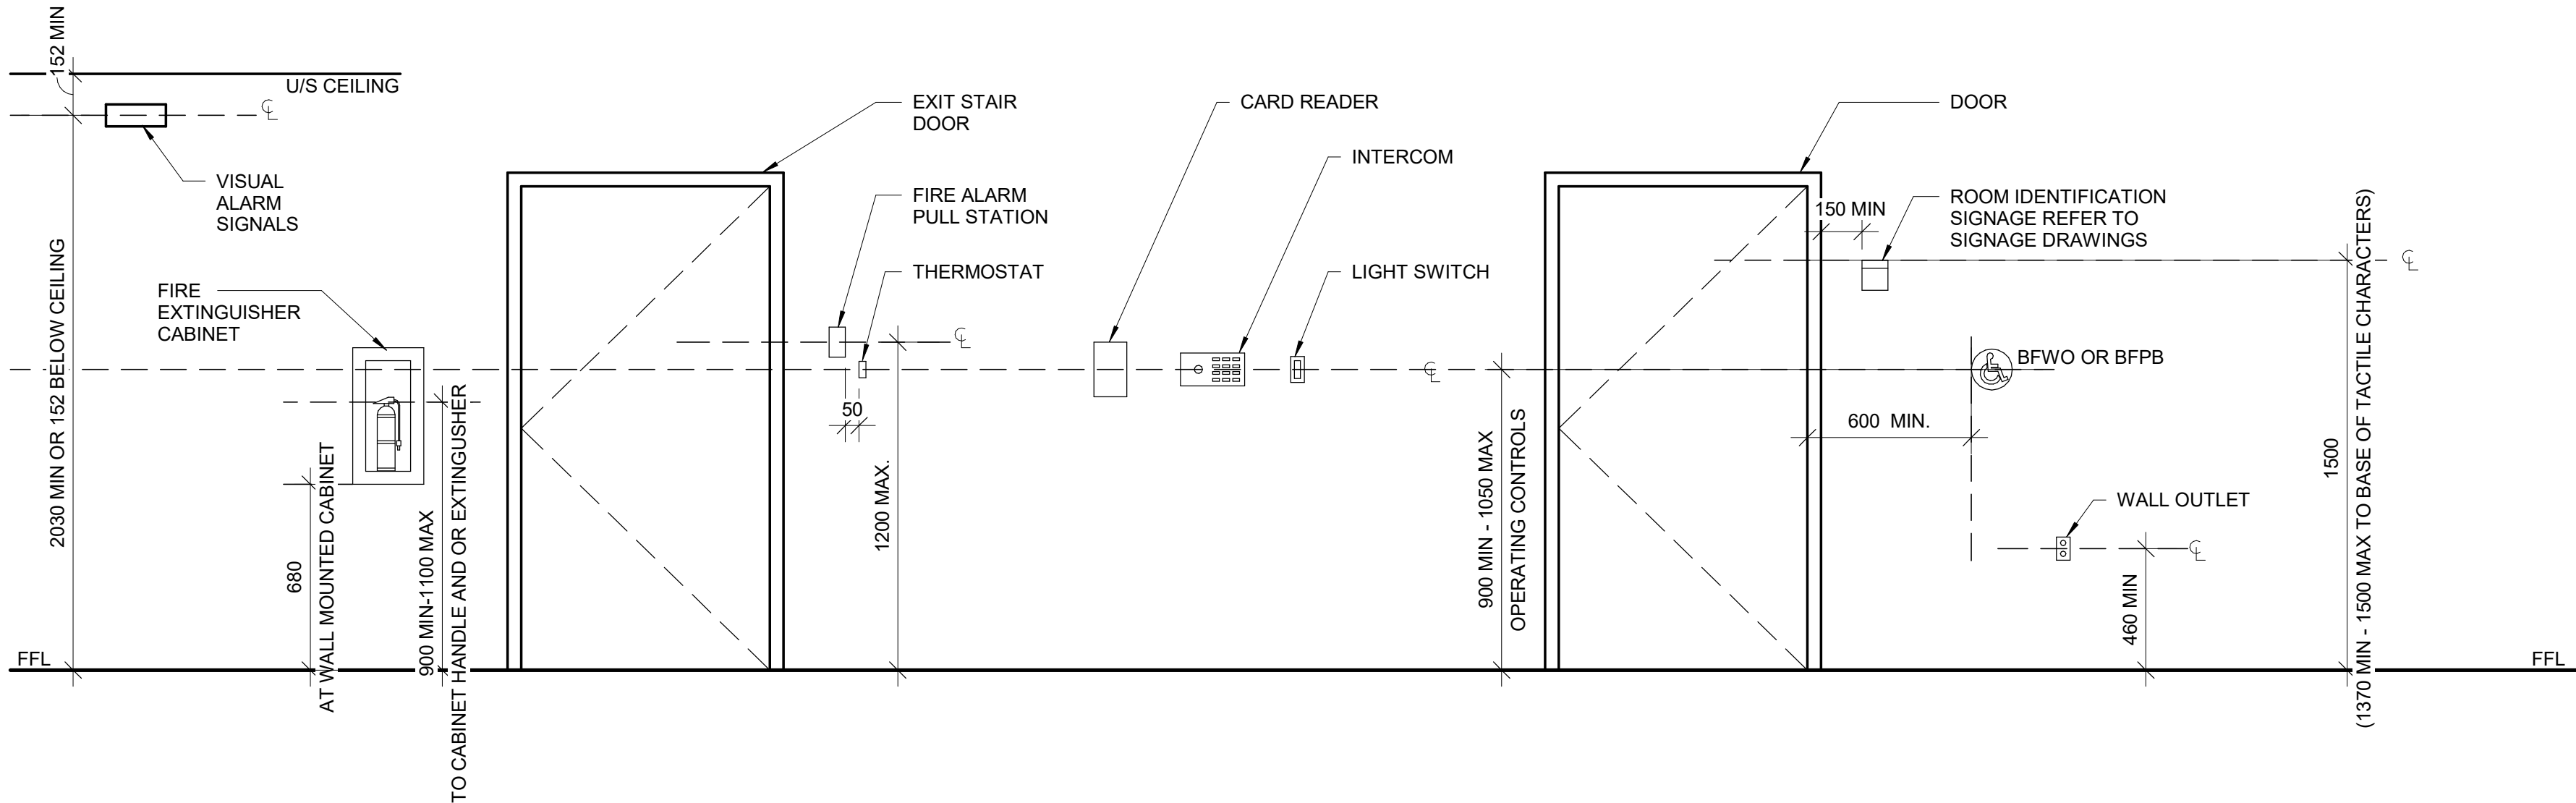 152 MIN
U/S CEILING
℄
VISUAL
ALARM
SIGNALS
2030 MIN OR 152 BELOW CEILING
FIRE
EXTINGUISHER
CABINET
680
AT WALL MOUNTED CABINET
900 MIN-1100 MAX
TO CABINET HANDLE AND OR EXTINGUSHER
EXIT STAIR
DOOR
FIRE ALARM
PULL STATION
THERMOSTAT
℄
50
1200 MAX.
CARD READER
INTERCOM
LIGHT SWITCH
℄
900 MIN - 1050 MAX
OPERATING CONTROLS
DOOR
150 MIN
ROOM IDENTIFICATION
SIGNAGE REFER TO
SIGNAGE DRAWINGS
℄
BFWO OR BFPB
600 MIN.
WALL OUTLET
℄
460 MIN
1500
(1370 MIN - 1500 MAX TO BASE OF TACTILE CHARACTERS)
FFL
FFL